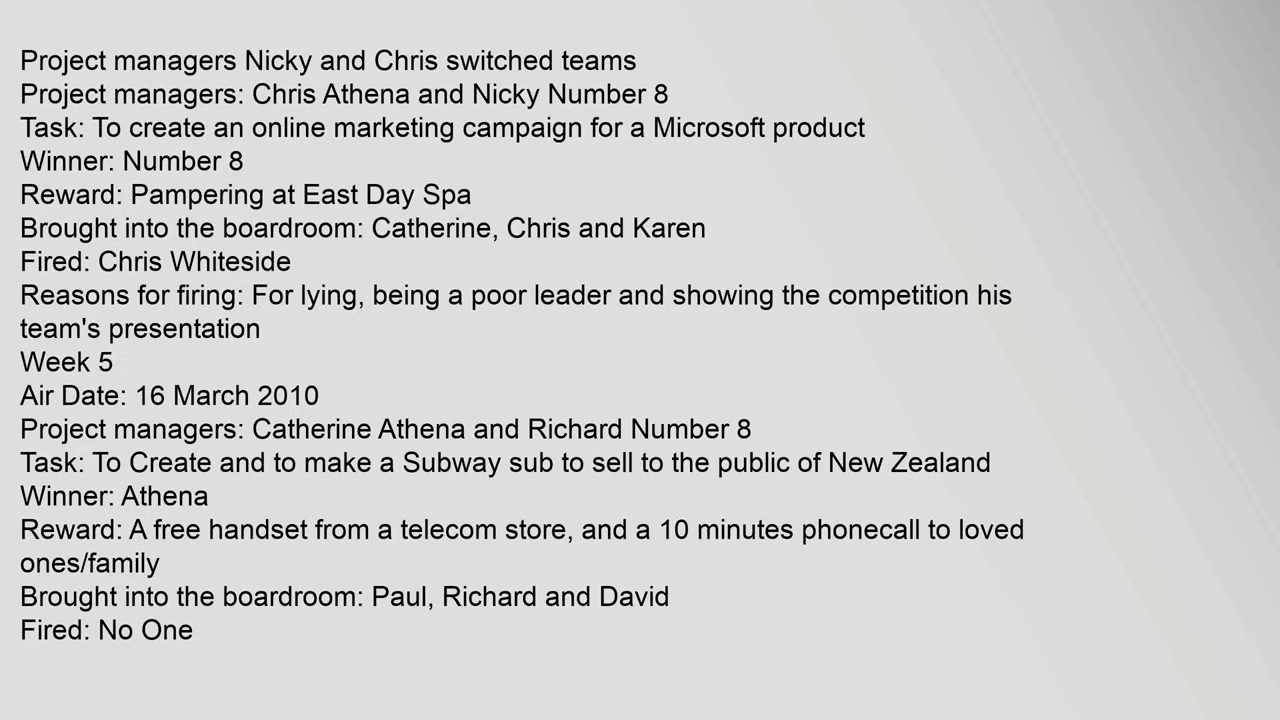 Project managers Nicky and Chris switched teams
Project managers: Chris Athena and Nicky Number 8
Task: To create an online marketing campaign for a Microsoft product
Winner: Number 8
Reward: Pampering at East Day Spa
Brought into the boardroom: Catherine, Chris and Karen
Fired: Chris Whiteside
Reasons for firing: For lying, being a poor leader and showing the competition his
team's presentation
Week 5
Air Date: 16 March 2010
Project managers: Catherine Athena and Richard Number 8
Task: To Create and to make a Subway sub to sell to the public of New Zealand
Winner: Athena
Reward: A free handset from a telecom store, and a 10 minutes phonecall to loved
ones/family
Brought into the boardroom: Paul, Richard and David
Fired: No One